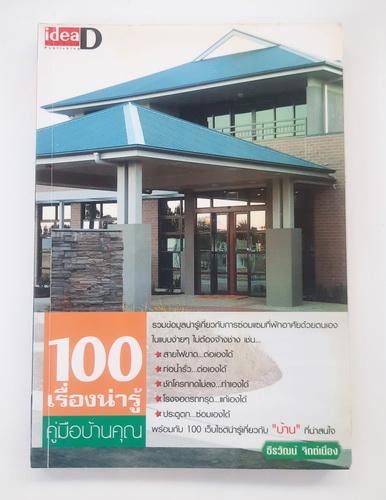 idea D
Publishing
100
เรื่องน่ารู้
คู่มือบ้านคุณ
รวมข้อมูลน่ารู้เกี่ยวกับการซ่อมแซมที่พักอาศัยด้วยตนเอง
ในแบบง่ายๆ ไม่ต้องจ้างช่าง เช่น...
สายไฟขาด...ต่อเองได้
ท่อน้ำรั่ว...ต่อเองได้
ชักโครกกดไม่ลง...ทำเองได้
โรงจอดรถทรุด...แก้เองได้
ประตูตก...ซ่อมเองได้
พร้อมกับ 100 เว็บไซต์น่ารู้เกี่ยวกับ "บ้าน" ที่น่าสนใจ
ธีรวัฒน์ จิตต์เนื่อง